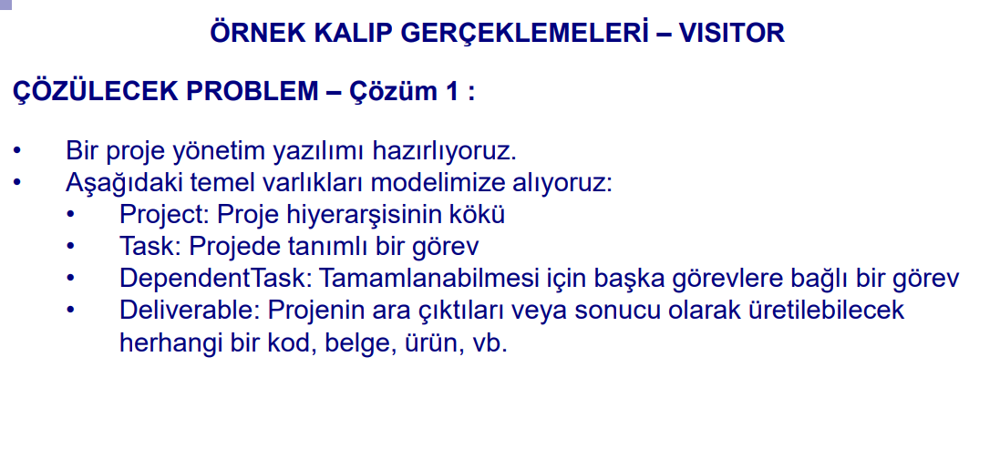 ÖRNEK KALIP GERÇEKLEMELERİ – VISITOR
ÇÖZÜLECEK PROBLEM – Çözüm 1 :
• Bir proje yönetim yazılımı hazırlıyoruz.
• Aşağıdaki temel varlıkları modelimize alıyoruz:
• Project: Proje hiyerarşisinin kökü
• Task: Projede tanımlı bir görev
• DependentTask: Tamamlanabilmesi için başka görevlere bağlı bir görev
• Deliverable: Projenin ara çıktıları veya sonucu olarak üretilebilecek
herhangi bir kod, belge, ürün, vb.